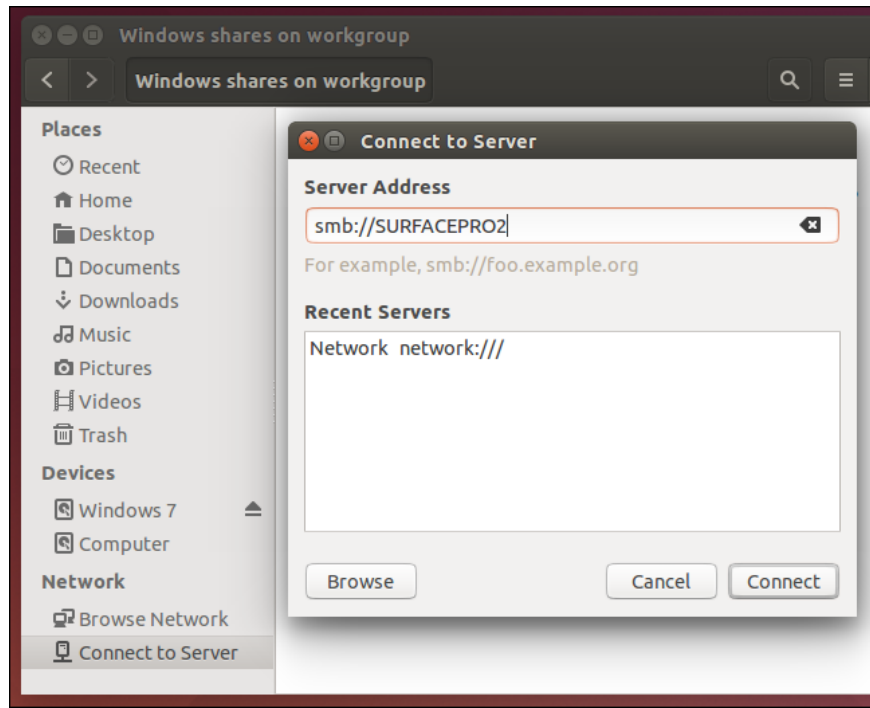 Windows shares on workgroup
Windows shares on workgroup
Places
Recent
Home
Desktop
Documents
Downloads
Music
Pictures
Videos
Trash
Devices
Windows 7
Computer
Network
Browse Network
Connect to Server
Connect to Server
Server Address
smb://SURFACEPRO2
For example, smb://foo.example.org
Recent Servers
Network network:///
Browse
Cancel
Connect